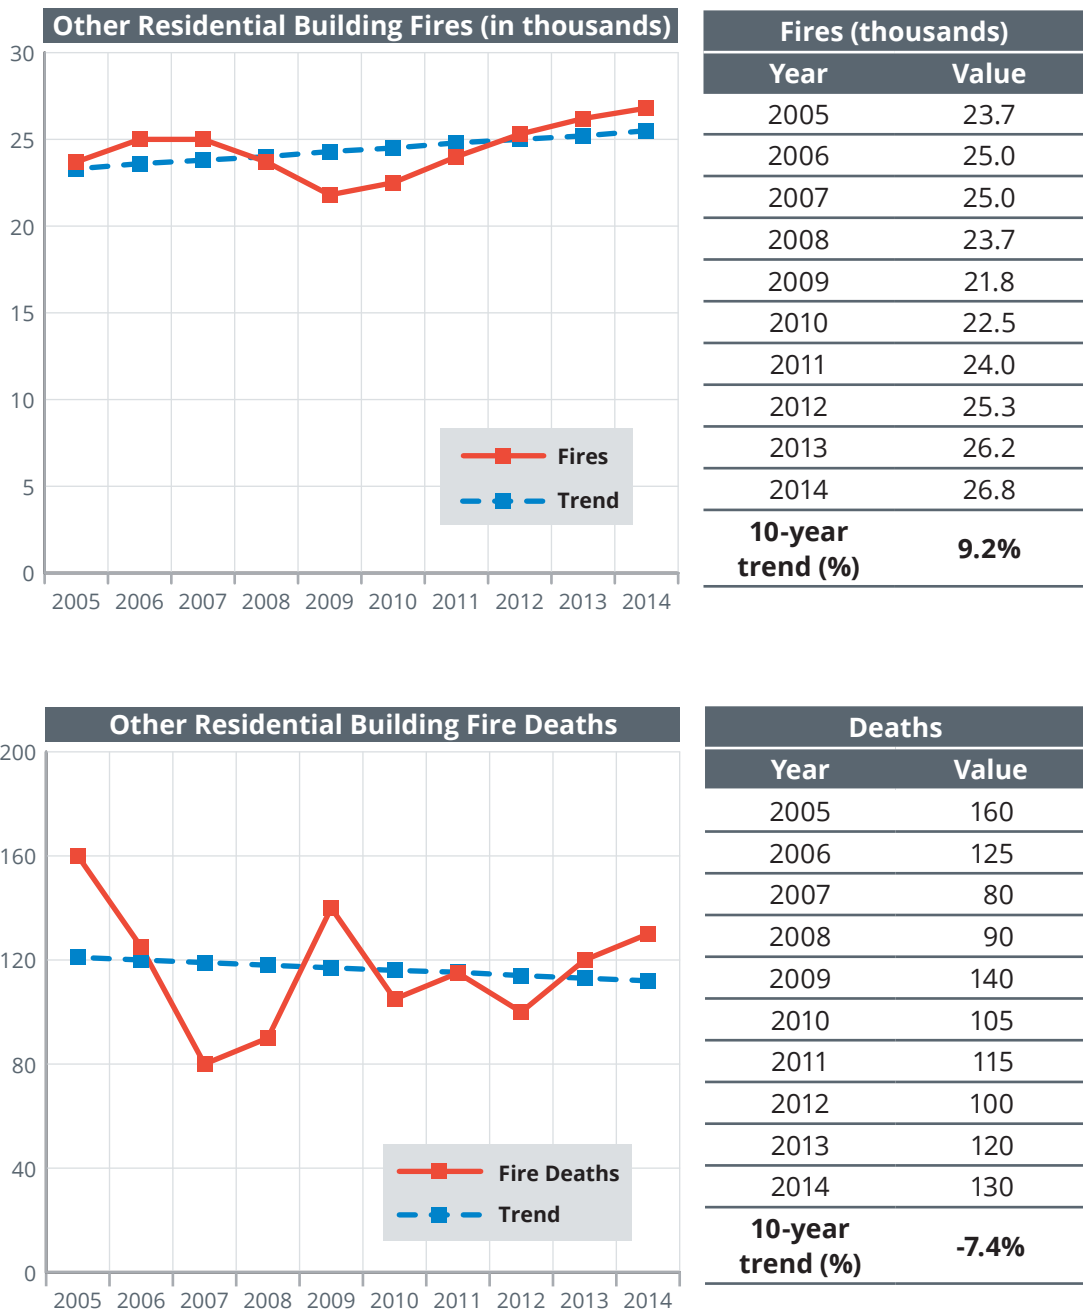 Other Residential Building Fires (in thousands)
30
25
20
15
10
5
0
2005 2006 2007 2008 2009 2010 2011 2012 2013 2014
Fires
Trend
Fires (thousands)
Year Value
2005 23.7
2006 25.0
2007 25.0
2008 23.7
2009 21.8
2010 22.5
2011 24.0
2012 25.3
2013 26.2
2014 26.8
10-year
trend (%) 9.2%
Other Residential Building Fire Deaths
200
160
120
80
40
0
2005 2006 2007 2008 2009 2010 2011 2012 2013 2014
Fire Deaths
Trend
Deaths
Year Value
2005 160
2006 125
2007 80
2008 90
2009 140
2010 105
2011 115
2012 100
2013 120
2014 130
10-year
trend (%) -7.4%